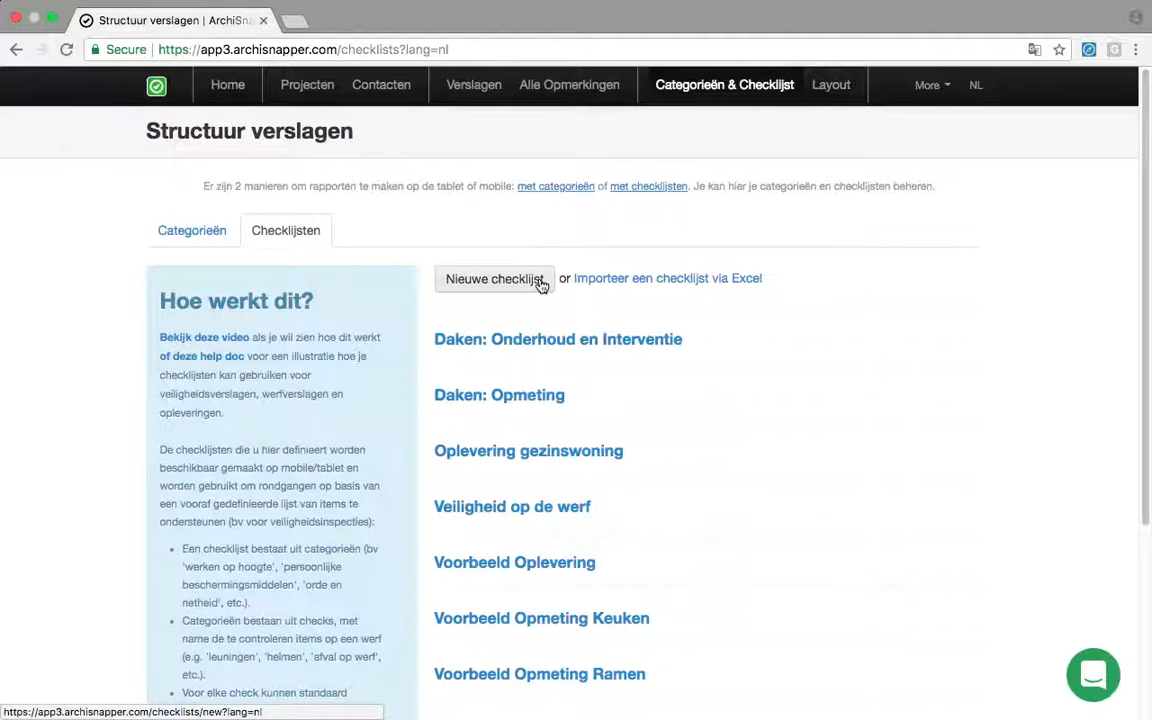 Structuur verslagen | ArchiSna
Secure https://app3.archisnapper.com/checklists?lang=nl
Home Projecten Contacten Verslagen Alle Opmerkingen Categorieën & Checklijst Layout More NL
Structuur verslagen
Er zijn 2 manieren om rapporten te maken op de tablet of mobile: met categorieën of met checklijsten. Je kan hier je categorieën en checklijsten beheren.
Categorieën Checklijsten
Nieuwe checklijst or Importeer een checklijst via Excel
Hoe werkt dit?
Bekijk deze video als je wil zien hoe dit werkt
of deze help doc voor een illustratie hoe je
checklijsten kan gebruiken voor
veiligheidsverslagen, werfverslagen en
opleveringen.
De checklijsten die u hier definieert worden
beschikbaar gemaakt op mobile/tablet en
worden gebruikt om rondgangen op basis van
een vooraf gedefinieerde lijst van items te
ondersteunen (bv voor veiligheidsinspecties):
Een checklijst bestaat uit categorieën (bv
'werken op hoogte', 'persoonlijke
beschermingsmiddelen', 'orde en
netheid', etc.).
Categorieën bestaan uit checks, met
name de te controleren items op een werf
(e.g. 'leuningen', 'helmen', 'afval op werf',
etc.).
Voor elke check kunnen standaard
Daken: Onderhoud en Interventie
Daken: Opmeting
Oplevering gezinswoning
Veiligheid op de werf
Voorbeeld Oplevering
Voorbeeld Opmeting Keuken
Voorbeeld Opmeting Ramen
https://app3.archisnapper.com/checklists/new?lang=nl